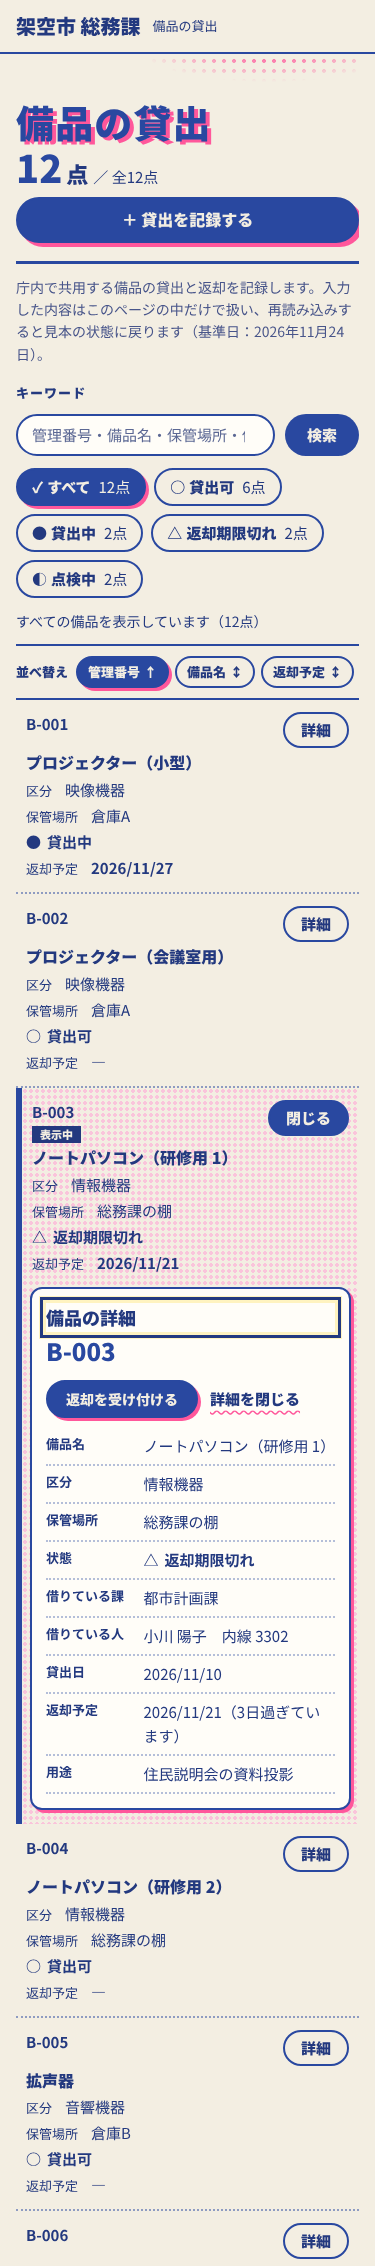 架空市 総務課 備品の貸出
備品の貸出
12点 ／ 全12点
＋ 貸出を記録する
庁内で共用する備品の貸出と返却を記録します。入力
した内容はこのページの中だけで扱い、再読み込みす
ると見本の状態に戻ります（基準日：2026年11月24
日）。
キーワード
管理番号・備品名・保管場所・
検索
✓ すべて 12点
○ 貸出可 6点
● 貸出中 2点
△ 返却期限切れ 2点
◐ 点検中 2点
すべての備品を表示しています（12点）
並べ替え 管理番号 ↑ 備品名 ↕ 返却予定 ↕
B-001
詳細
プロジェクター（小型）
区分 映像機器
保管場所 倉庫A
● 貸出中
返却予定 2026/11/27
B-002
詳細
プロジェクター（会議室用）
区分 映像機器
保管場所 倉庫A
○ 貸出可
返却予定 —
B-003
閉じる
表示中
ノートパソコン（研修用 1）
区分 情報機器
保管場所 総務課の棚
△ 返却期限切れ
返却予定 2026/11/21
備品の詳細
B-003
返却を受け付ける 詳細を閉じる
備品名 ノートパソコン（研修用 1）
区分 情報機器
保管場所 総務課の棚
状態 △ 返却期限切れ
借りている課 都市計画課
借りている人 小川 陽子　内線 3302
貸出日 2026/11/10
返却予定 2026/11/21（3日過ぎてい
ます）
用途 住民説明会の資料投影
B-004
詳細
ノートパソコン（研修用 2）
区分 情報機器
保管場所 総務課の棚
○ 貸出可
返却予定 —
B-005
詳細
拡声器
区分 音響機器
保管場所 倉庫B
○ 貸出可
返却予定 —
B-006
詳細